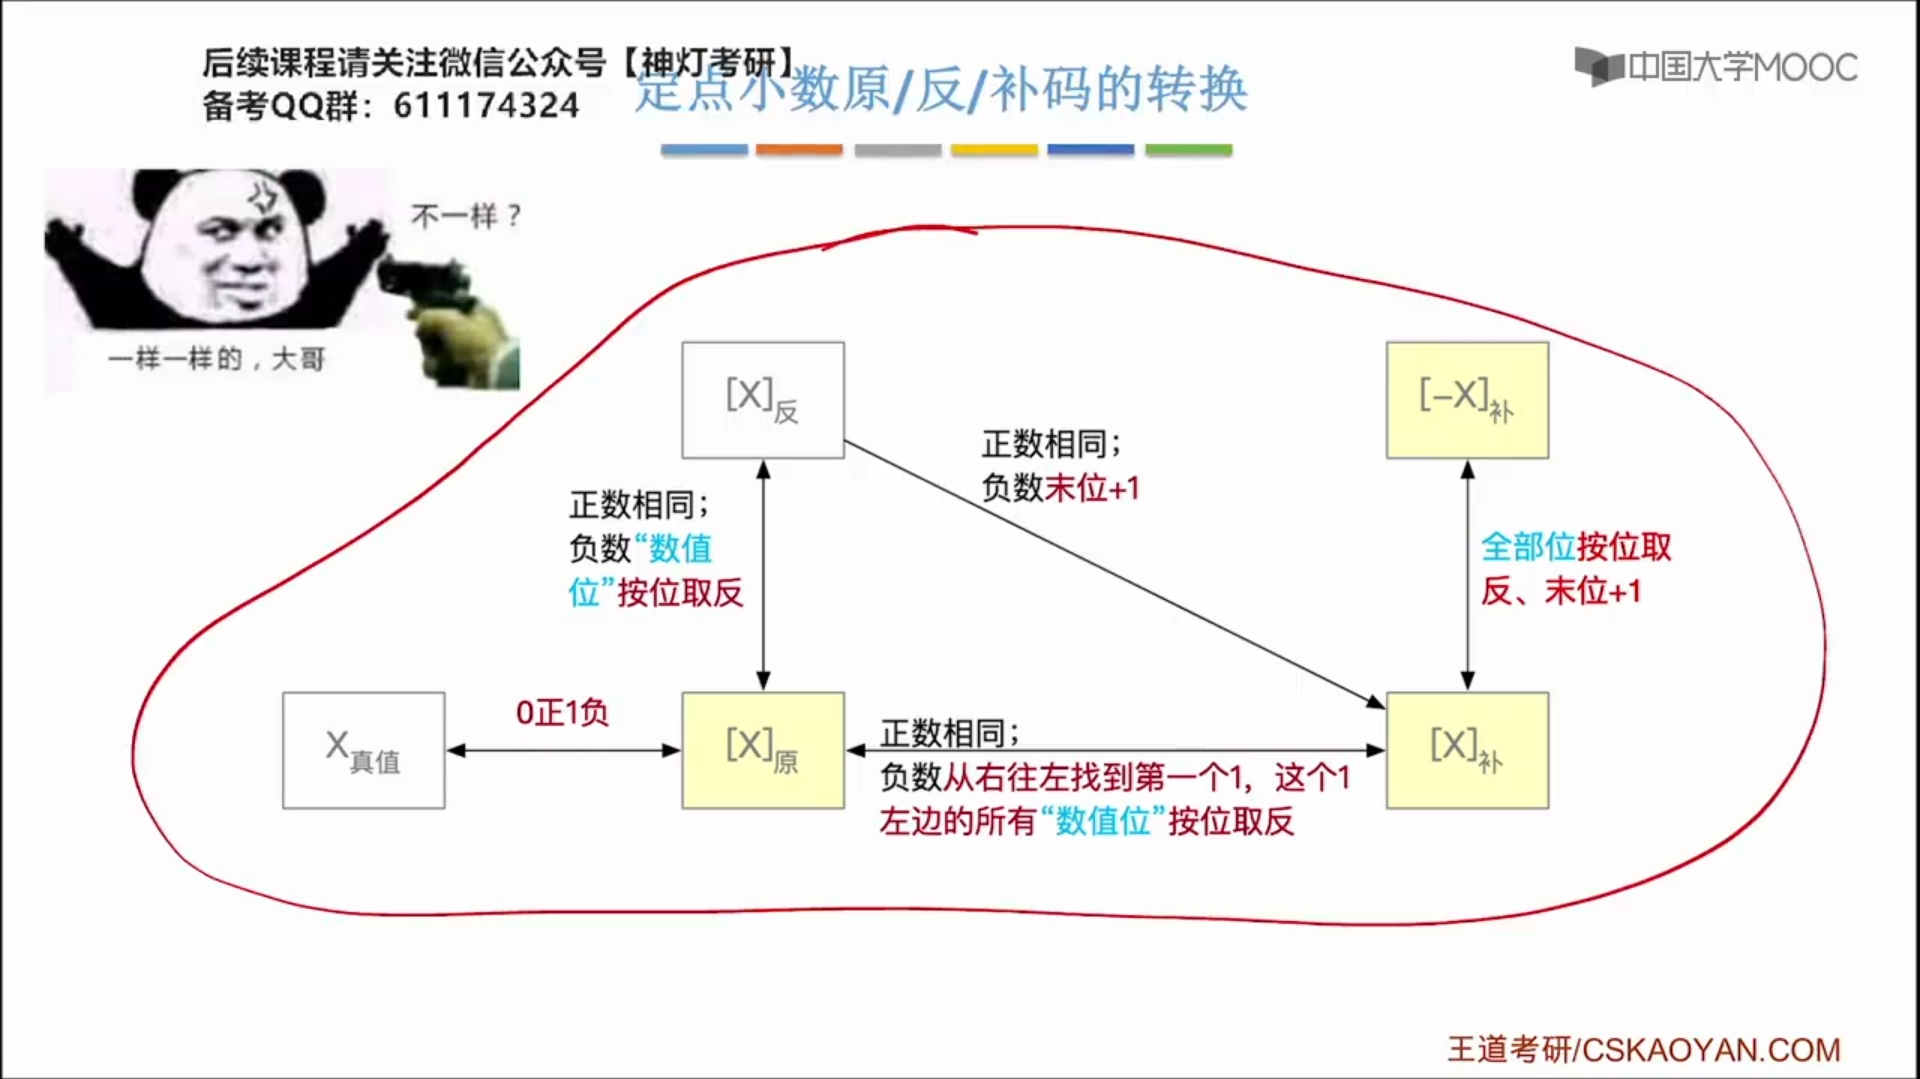 后续课程请关注微信公众号【神灯考研】
备考QQ群：611174324
定点小数原/反/补码的转换
中国大学MOOC
不一样？
一样一样的，大哥
[X]反
[-X]补
正数相同；
负数末位+1
正数相同；
负数“数值
位”按位取反
全部位按位取
反、末位+1
X真值
0正1负
[X]原
正数相同；
负数从右往左找到第一个1，这个1
左边的所有“数值位”按位取反
[X]补
王道考研/CSKAOYAN.COM